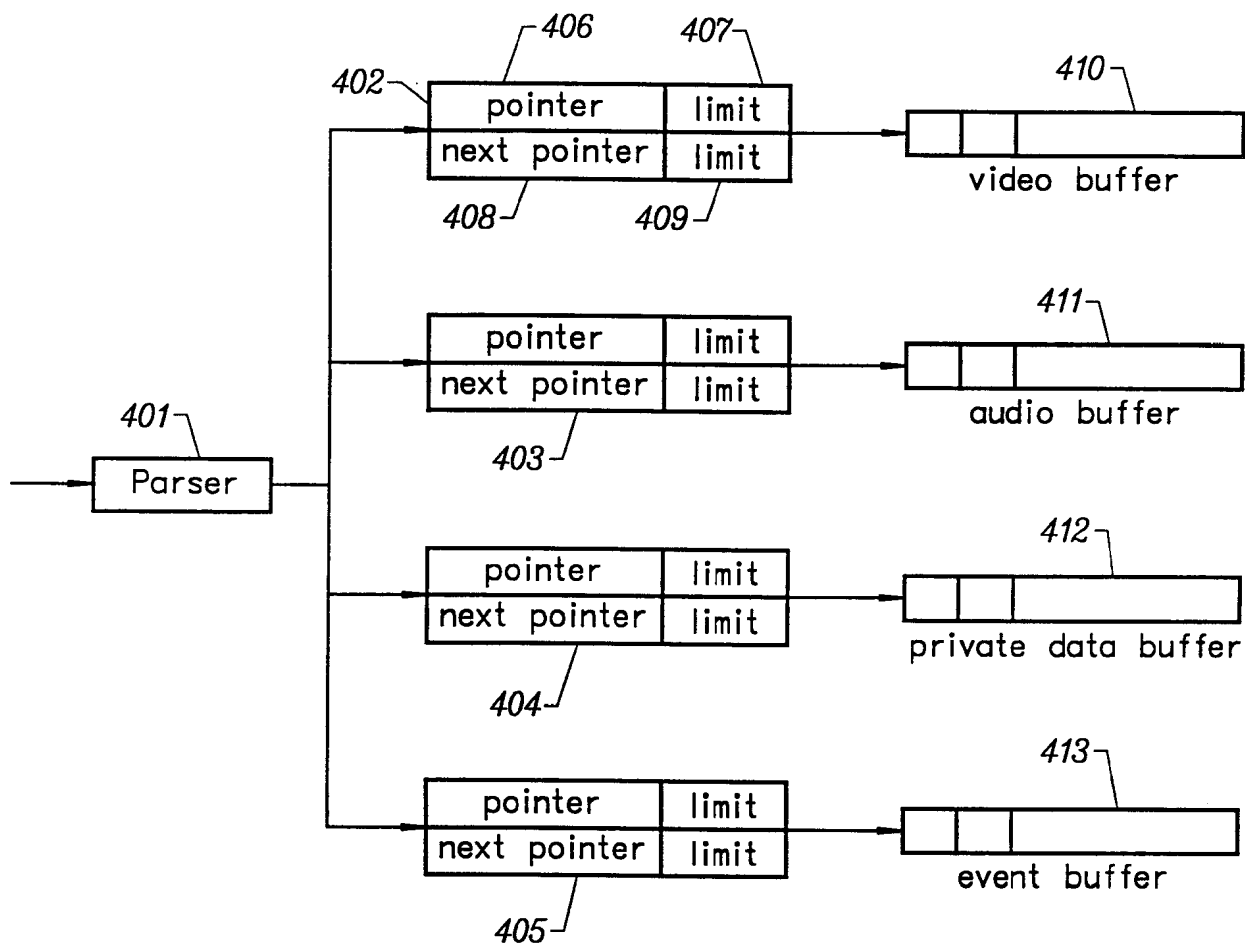 406
407
402
pointer limit
410
next pointer limit
video buffer
408
409
411
pointer limit
next pointer limit
audio buffer
401
403
Parser
412
pointer limit
next pointer limit
private data buffer
404
413
pointer limit
next pointer limit
event buffer
405